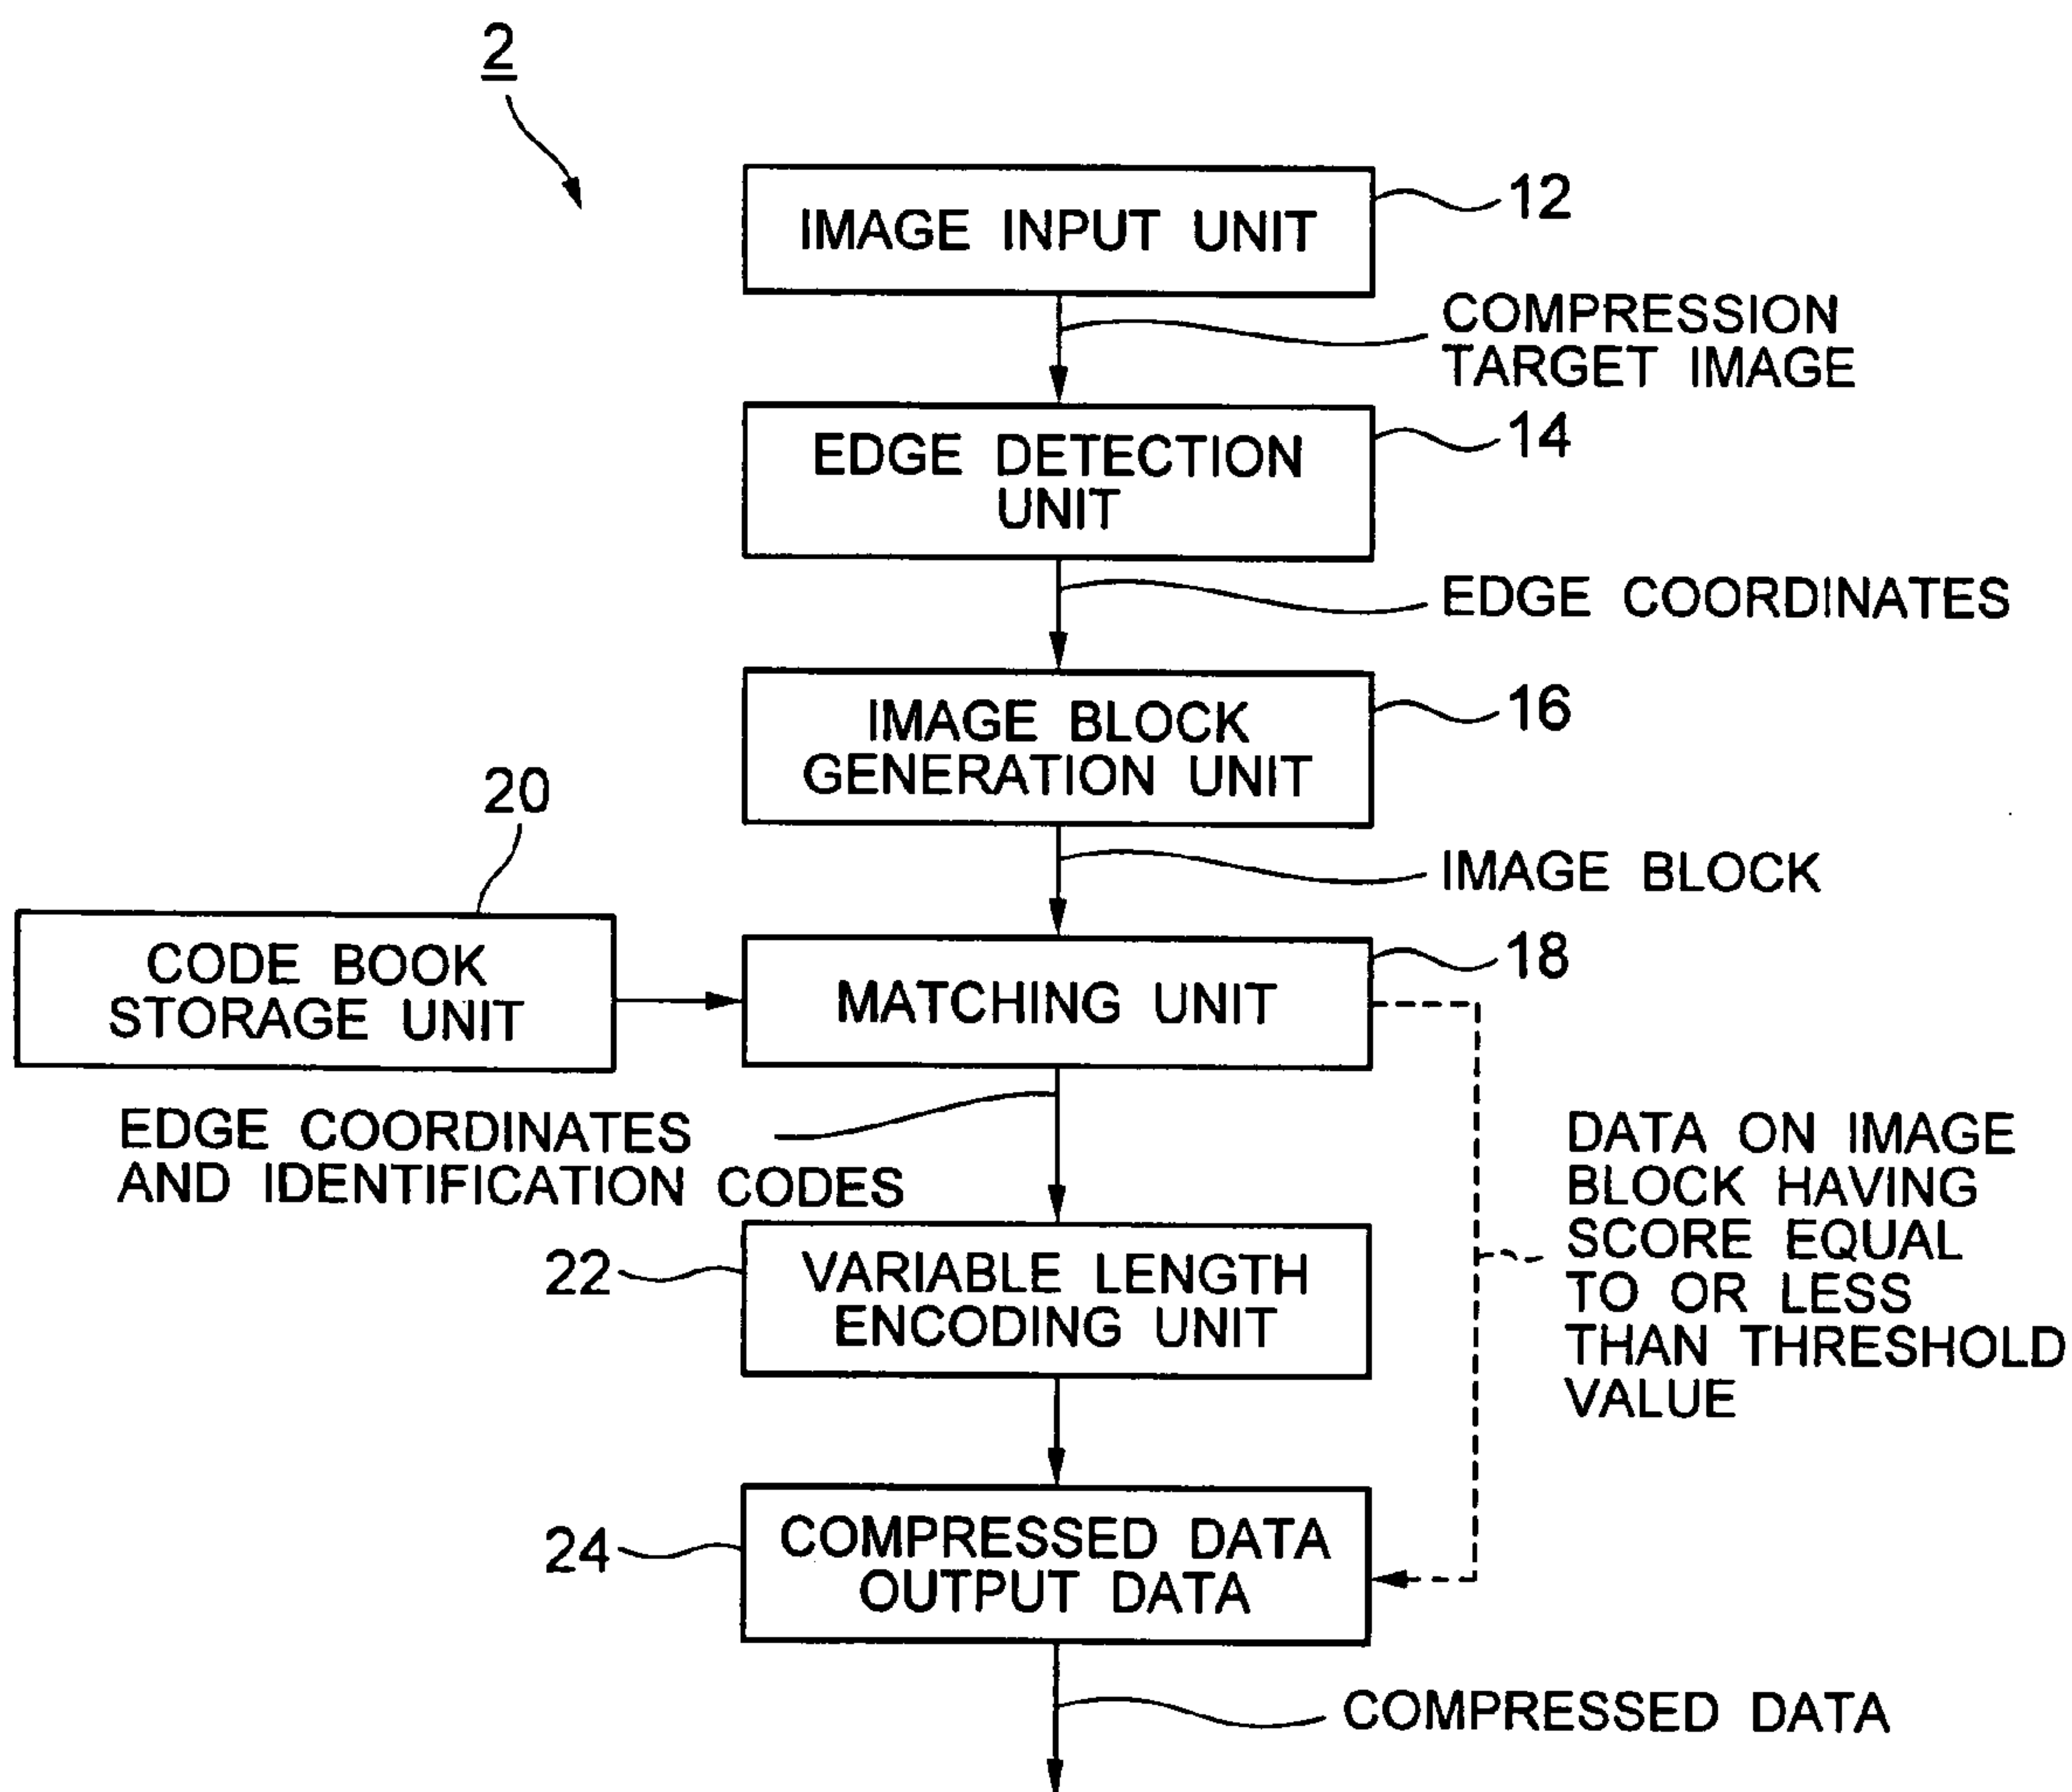 2
IMAGE INPUT UNIT
12
COMPRESSION
TARGET IMAGE
EDGE DETECTION
UNIT
14
EDGE COORDINATES
IMAGE BLOCK
GENERATION UNIT
16
IMAGE BLOCK
20
CODE BOOK
STORAGE UNIT
MATCHING UNIT
18
EDGE COORDINATES
AND IDENTIFICATION CODES
DATA ON IMAGE
BLOCK HAVING
SCORE EQUAL
TO OR LESS
THAN THRESHOLD
VALUE
22
VARIABLE LENGTH
ENCODING UNIT
24
COMPRESSED DATA
OUTPUT DATA
COMPRESSED DATA